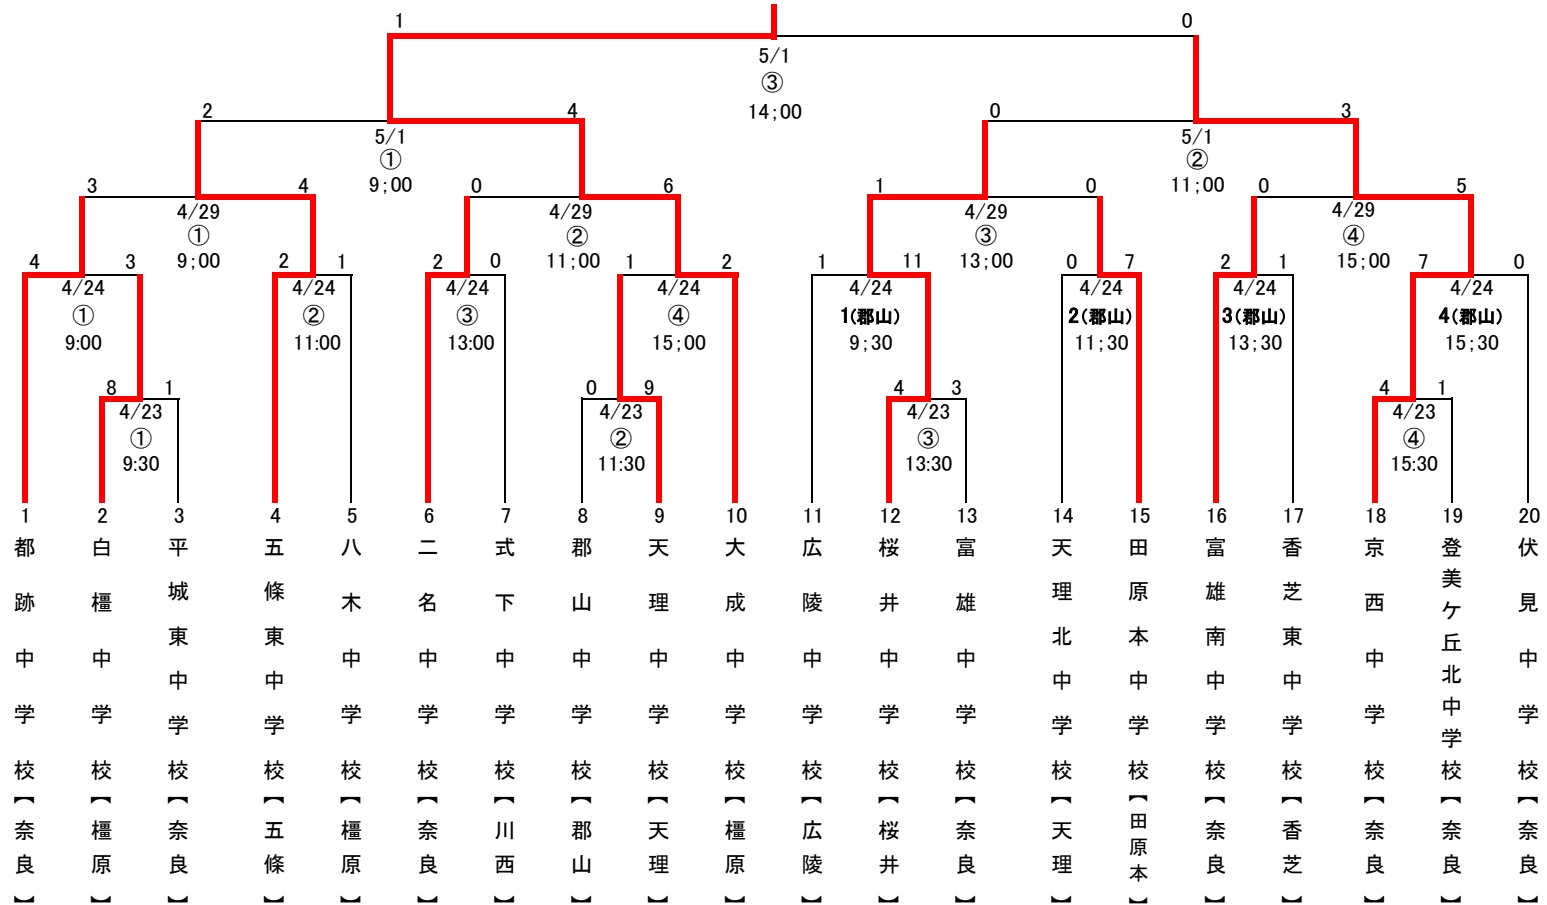 1 0
5/1
③
14;00
2 4 0 3
5/1 5/1
① ②
9;00 11;00
3 4 0 6 1 0 0 5
4/29 4/29 4/29 4/29
① ② ③ ④
9;00 11;00 13;00 15;00
4 3 2 1 2 0 1 2 1 11 0 7 2 1 7 0
4/24 4/24 4/24 4/24 4/24 4/24 4/24 4/24
① ② ③ ④ 1(郡山) 2(郡山) 3(郡山) 4(郡山)
9:00 11:00 13:00 15;00 9;30 11;30 13;30 15;30
8 1 0 9 4 3 4 1
4/23 4/23 4/23 4/23
① ② ③ ④
9:30 11:30 13:30 15:30
1 2 3 4 5 6 7 8 9 10 11 12 13 14 15 16 17 18 19 20
都跡中学校【奈良】
白橿中学校【橿原】
平城東中学校【奈良】
五條東中学校【五條】
八木中学校【橿原】
二名中学校【奈良】
式下中学校【川西】
郡山中学校【郡山】
天理中学校【天理】
大成中学校【橿原】
広陵中学校【広陵】
桜井中学校【桜井】
富雄中学校【奈良】
天理北中学校【天理】
田原本中学校【田原本】
富雄南中学校【奈良】
香芝東中学校【香芝】
京西中学校【奈良】
登美ケ丘北中学校【奈良】
伏見中学校【奈良】